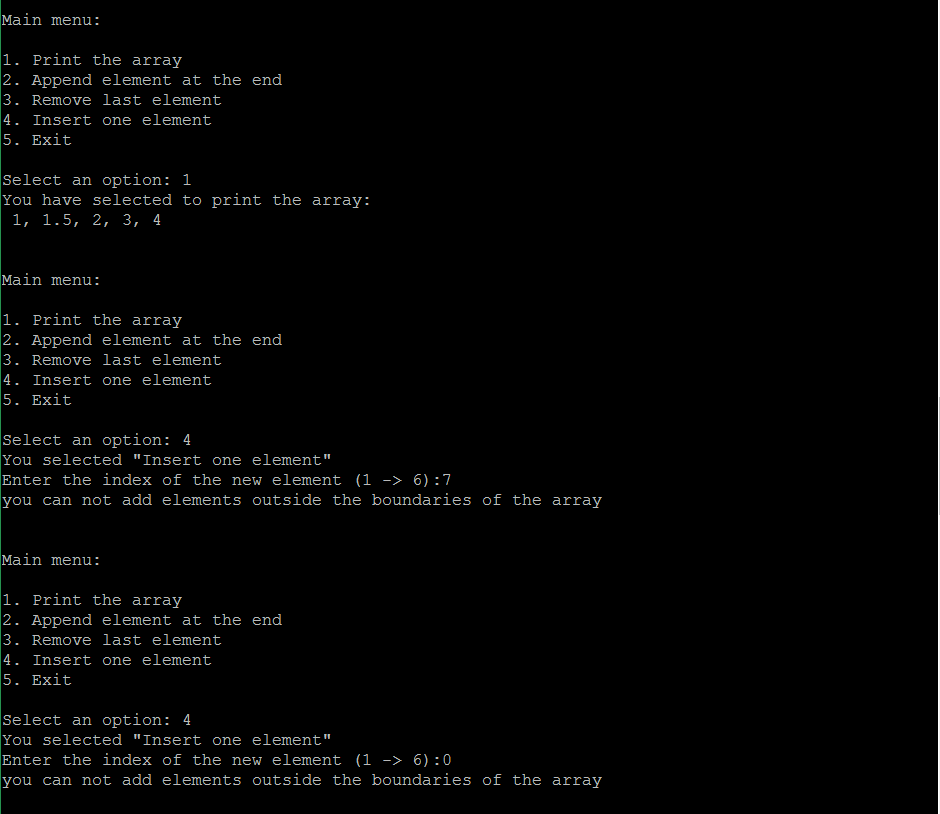 Main menu:
1. Print the array
2. Append element at the end
3. Remove last element
4. Insert one element
5. Exit
Select an option: 1
You have selected to print the array:
1, 1.5, 2, 3, 4
Main menu:
1. Print the array
2. Append element at the end
3. Remove last element
4. Insert one element
5. Exit
Select an option: 4
You selected "Insert one element"
Enter the index of the new element (1 -> 6):7
you can not add elements outside the boundaries of the array
Main menu:
1. Print the array
2. Append element at the end
3. Remove last element
4. Insert one element
5. Exit
Select an option: 4
You selected "Insert one element"
Enter the index of the new element (1 -> 6):0
you can not add elements outside the boundaries of the array